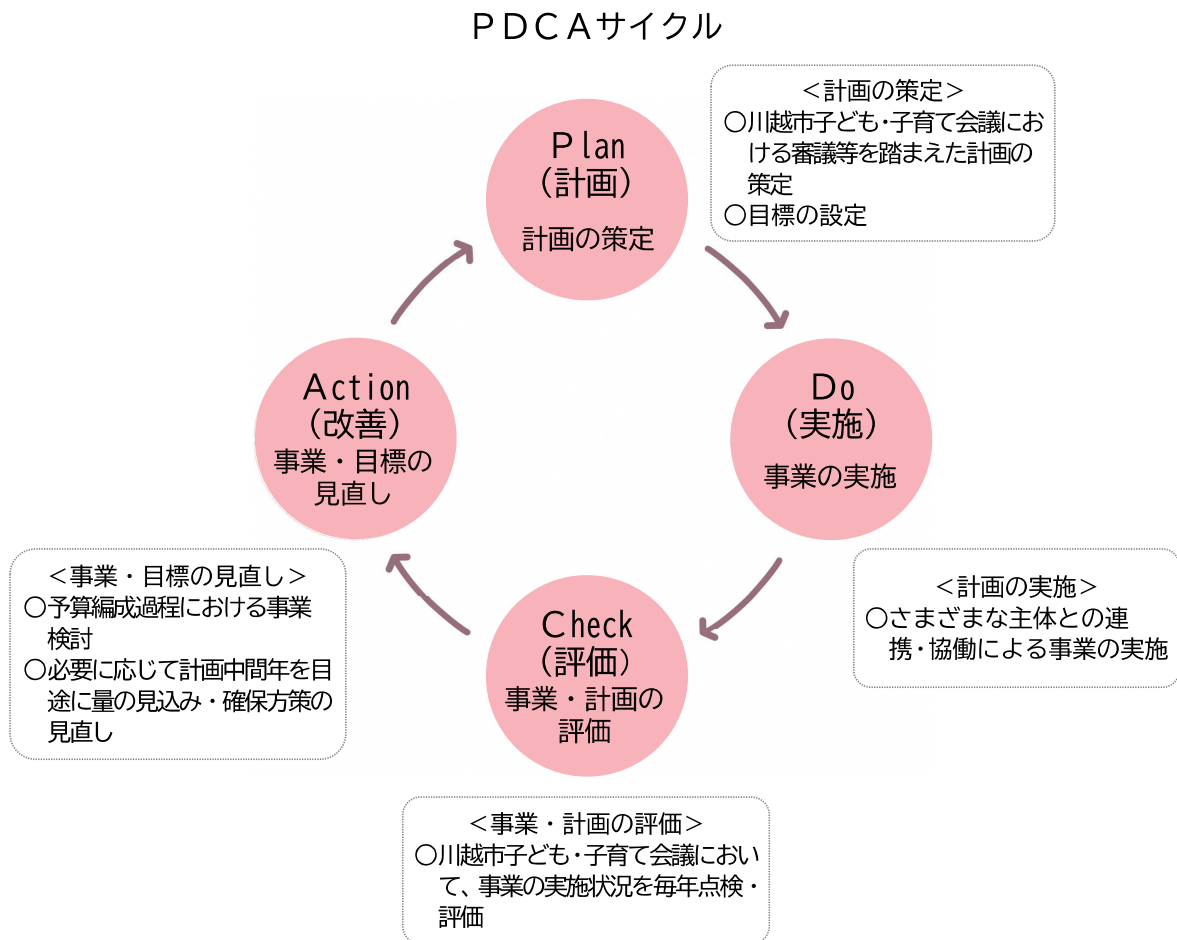 ＰＤＣＡサイクル
＜計画の策定＞
○川越市子ども・子育て会議にお
ける審議等を踏まえた計画の
策定
○目標の設定
Ｐlan
（計画）
計画の策定
Ｄo
（実施）
事業の実施
＜計画の実施＞
○さまざまな主体との連
携・協働による事業の実施
Ｃheck
（評価）
事業・計画の
評価
＜事業・計画の評価＞
○川越市子ども・子育て会議におい
て、事業の実施状況を毎年点検・
評価
Ａction
（改善）
事業・目標の
見直し
＜事業・目標の見直し＞
○予算編成過程における事業
検討
○必要に応じて計画中間年を目
途に量の見込み・確保方策の
見直し